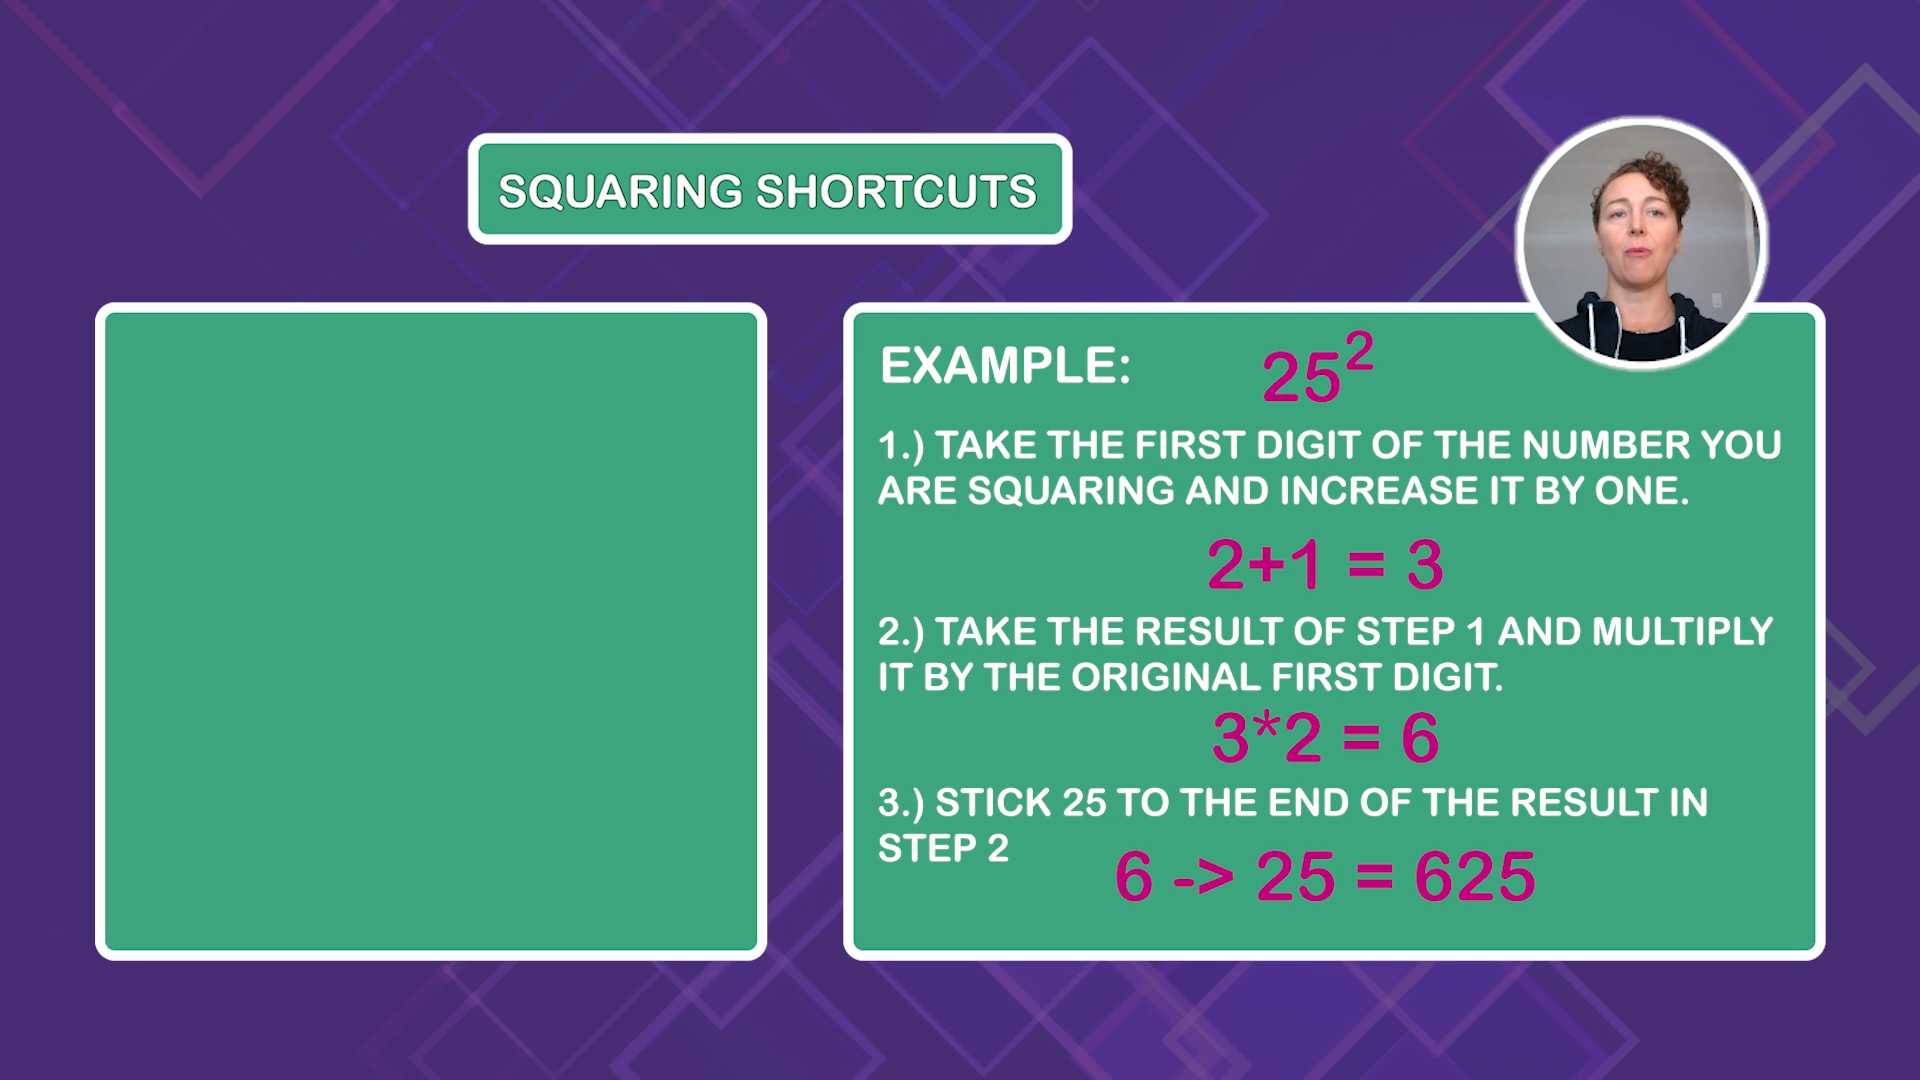 SQUARING SHORTCUTS
EXAMPLE: 25²
1.) TAKE THE FIRST DIGIT OF THE NUMBER YOU
ARE SQUARING AND INCREASE IT BY ONE.
2+1 = 3
2.) TAKE THE RESULT OF STEP 1 AND MULTIPLY
IT BY THE ORIGINAL FIRST DIGIT.
3*2 = 6
3.) STICK 25 TO THE END OF THE RESULT IN
STEP 2
6 -> 25 = 625